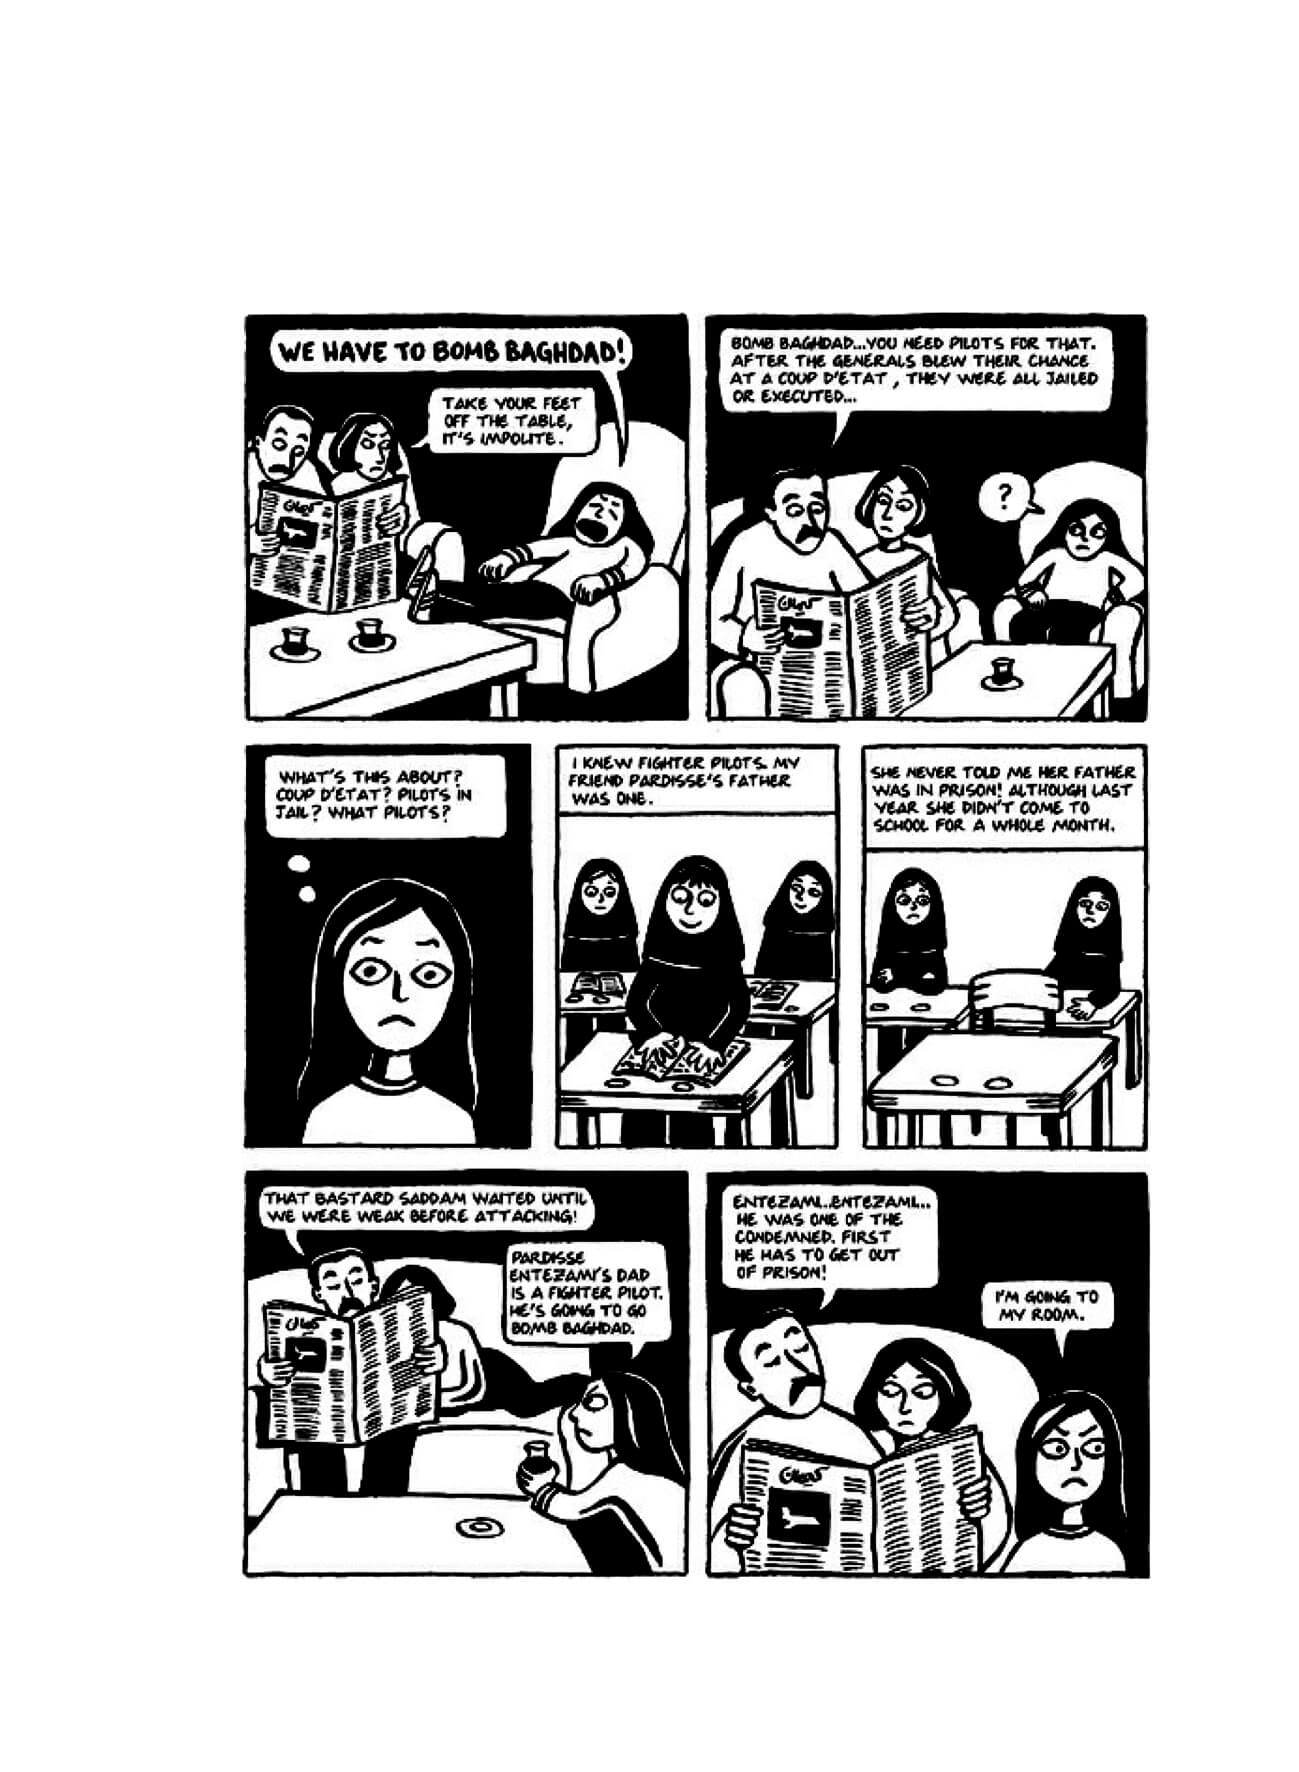 WE HAVE TO BOMB BAGHDAD!
TAKE YOUR FEET
OFF THE TABLE,
IT'S IMPOLITE.
BOMB BAGHDAD...YOU NEED PILOTS FOR THAT.
AFTER THE GENERALS BLEW THEIR CHANCE
AT A COUP D'ETAT, THEY WERE ALL JAILED
OR EXECUTED...
?
WHAT'S THIS ABOUT?
COUP D'ETAT? PILOTS IN
JAIL? WHAT PILOTS?
I KNEW FIGHTER PILOTS. MY
FRIEND PARDISSE'S FATHER
WAS ONE.
SHE NEVER TOLD ME HER FATHER
WAS IN PRISON! ALTHOUGH LAST
YEAR SHE DIDN'T COME TO
SCHOOL FOR A WHOLE MONTH.
THAT BASTARD SADDAM WAITED UNTIL
WE WERE WEAK BEFORE ATTACKING!
PARDISSE
ENTEZAMI'S DAD
IS A FIGHTER PILOT.
HE'S GOING TO GO
BOMB BAGHDAD.
ENTEZAMI..ENTEZAMI...
HE WAS ONE OF THE
CONDEMNED. FIRST
HE HAS TO GET OUT
OF PRISON!
I'M GOING TO
MY ROOM.